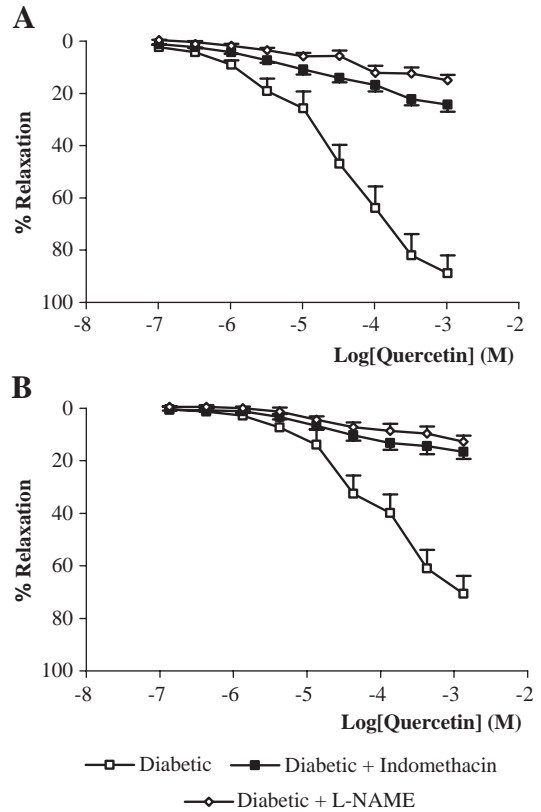 A
0
20
40
60
80
100
% Relaxation
-8 -7 -6 -5 -4 -3 -2
Log[Quercetin] (M)
B
0
20
40
60
80
100
% Relaxation
-8 -7 -6 -5 -4 -3 -2
Log[Quercetin] (M)
Diabetic Diabetic + Indomethacin
Diabetic + L-NAME